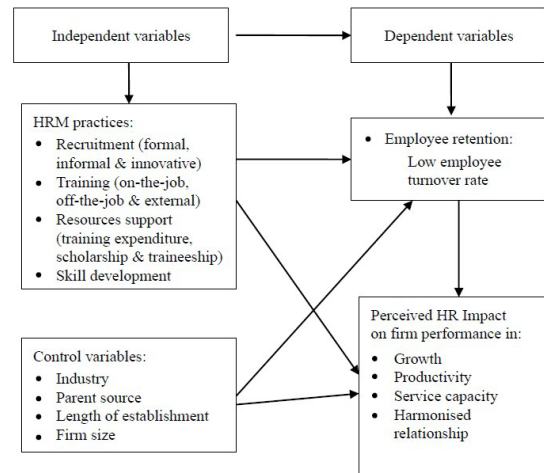 Independent variables
Dependent variables
HRM practices:
• Recruitment (formal,
informal & innovative)
• Training (on-the-job,
off-the-job & external)
• Resources support
(training expenditure,
scholarship & traineeship)
• Skill development
• Employee retention:
Low employee
turnover rate
Control variables:
• Industry
• Parent source
• Length of establishment
• Firm size
Perceived HR Impact
on firm performance in:
• Growth
• Productivity
• Service capacity
• Harmonised
relationship